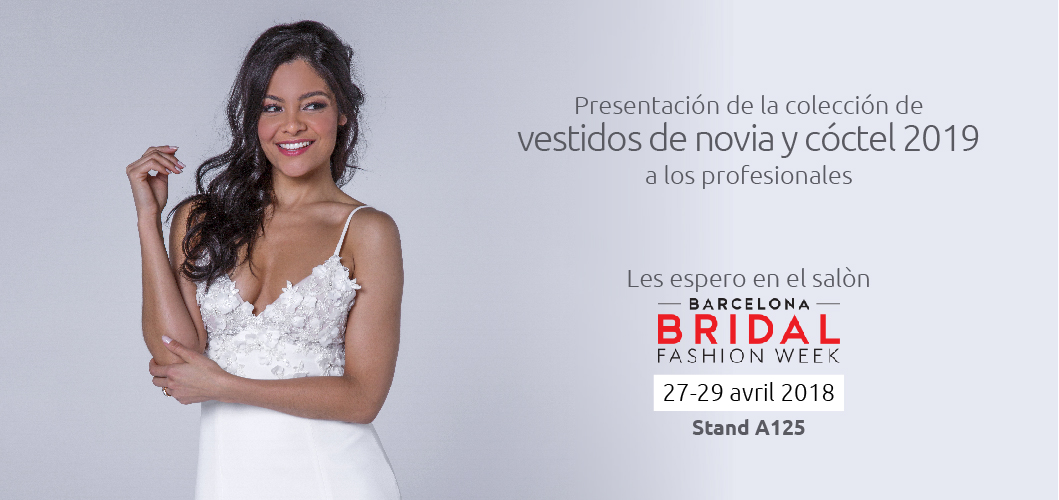 Presentación de la colección de
vestidos de novia y cóctel 2019
a los profesionales
Les espero en el salòn
BARCELONA
BRIDAL
FASHION WEEK
27-29 avril 2018
Stand A125